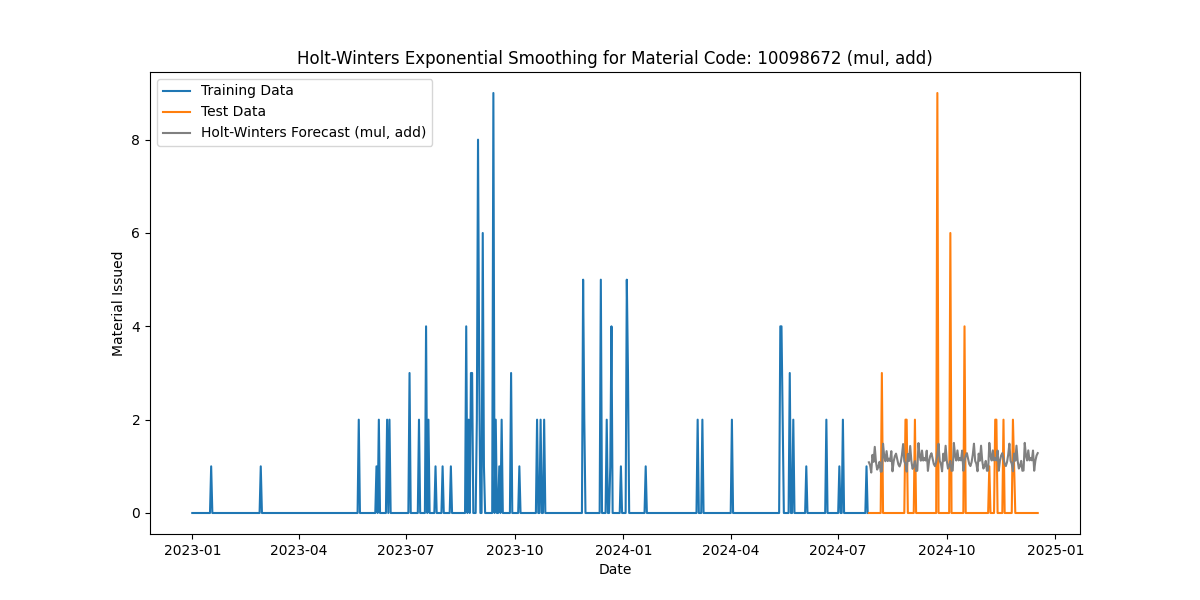 Holt-Winters Exponential Smoothing for Material Code: 10098672 (mul, add)
Training Data
Test Data
Holt-Winters Forecast (mul, add)
Material Issued
8
6
4
2
0
2023-01 2023-04 2023-07 2023-10 2024-01 2024-04 2024-07 2024-10 2025-01
Date